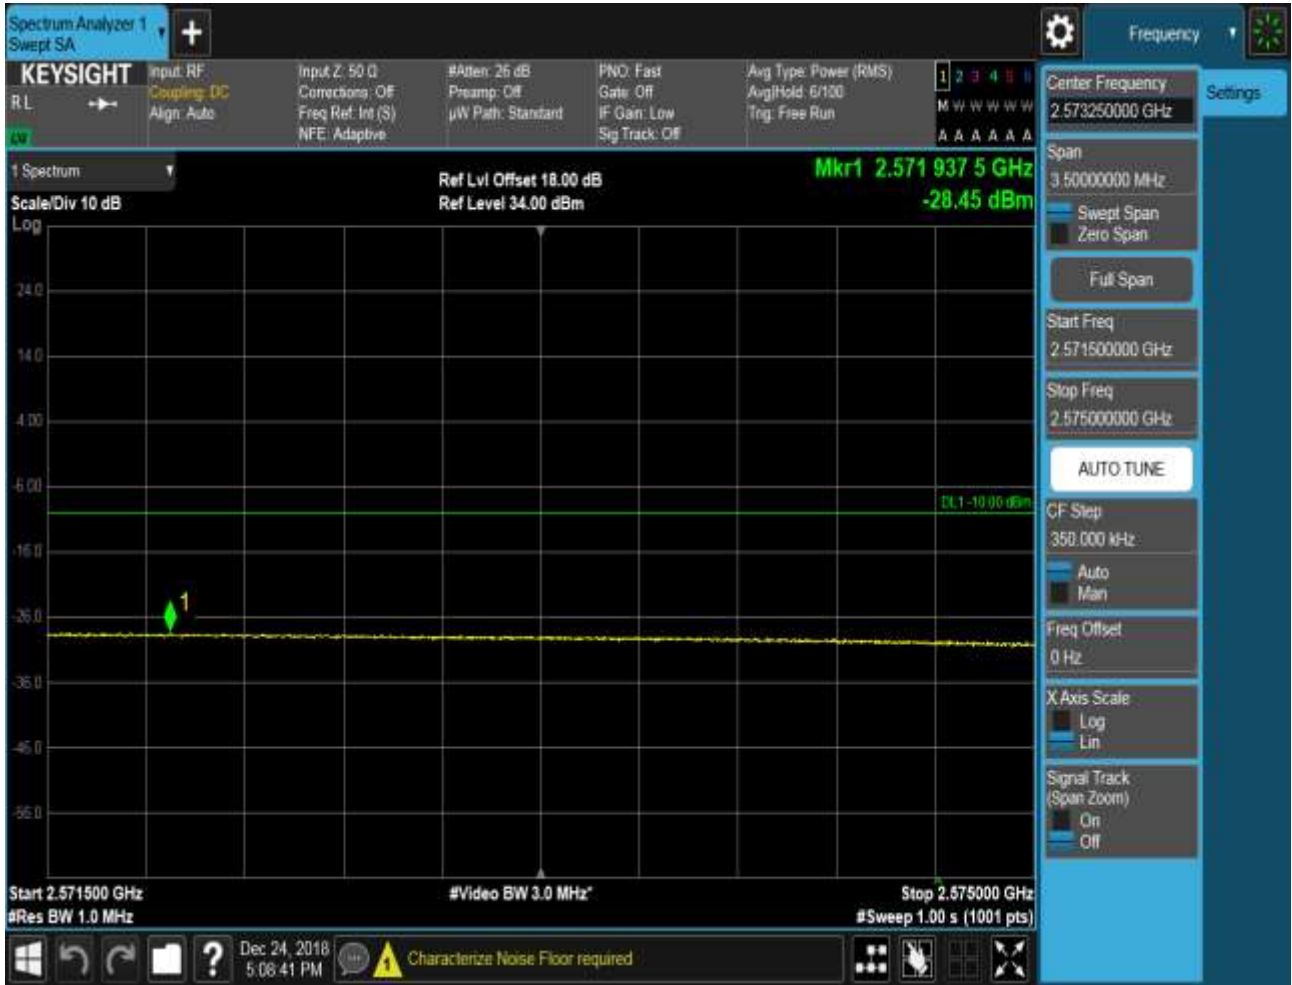 Spectrum Analyzer 1
Swept SA
Frequency
KEYSIGHT
RL
Input: RF
Coupling: DC
Align: Auto
Input Z: 50 Ω
Corrections: Off
Freq Ref: Int (S)
NFE: Adaptive
#Atten: 26 dB
Preamp: Off
µW Path: Standard
PNO: Fast
Gate: Off
IF Gain: Low
Sig Track: Off
Avg Type: Power (RMS)
Avg|Hold: 6/100
Trig: Free Run
1 2 3 4 5 6
M W W W W W
A A A A A A
1 Spectrum
Scale/Div 10 dB
Log
Ref Lvl Offset 18.00 dB
Ref Level 34.00 dBm
Mkr1 2.571 937 5 GHz
-28.45 dBm
24.0
14.0
4.00
-6.00
DL1 -10.00 dBm
-16.0
1
-26.0
-36.0
-46.0
-56.0
Start 2.571500 GHz
#Res BW 1.0 MHz
#Video BW 3.0 MHz*
Stop 2.575000 GHz
#Sweep 1.00 s (1001 pts)
Dec 24, 2018
5:08:41 PM
?
1
Characterize Noise Floor required
Center Frequency
2.573250000 GHz
Settings
Span
3.50000000 MHz
Swept Span
Zero Span
Full Span
Start Freq
2.571500000 GHz
Stop Freq
2.575000000 GHz
AUTO TUNE
CF Step
350.000 kHz
Auto
Man
Freq Offset
0 Hz
X Axis Scale
Log
Lin
Signal Track
(Span Zoom)
On
Off